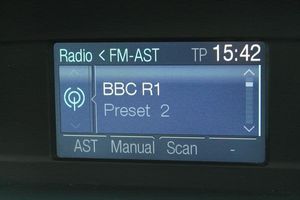 Radio < FM-AST TP 15:42
BBC R1
Preset 2
AST Manual Scan -